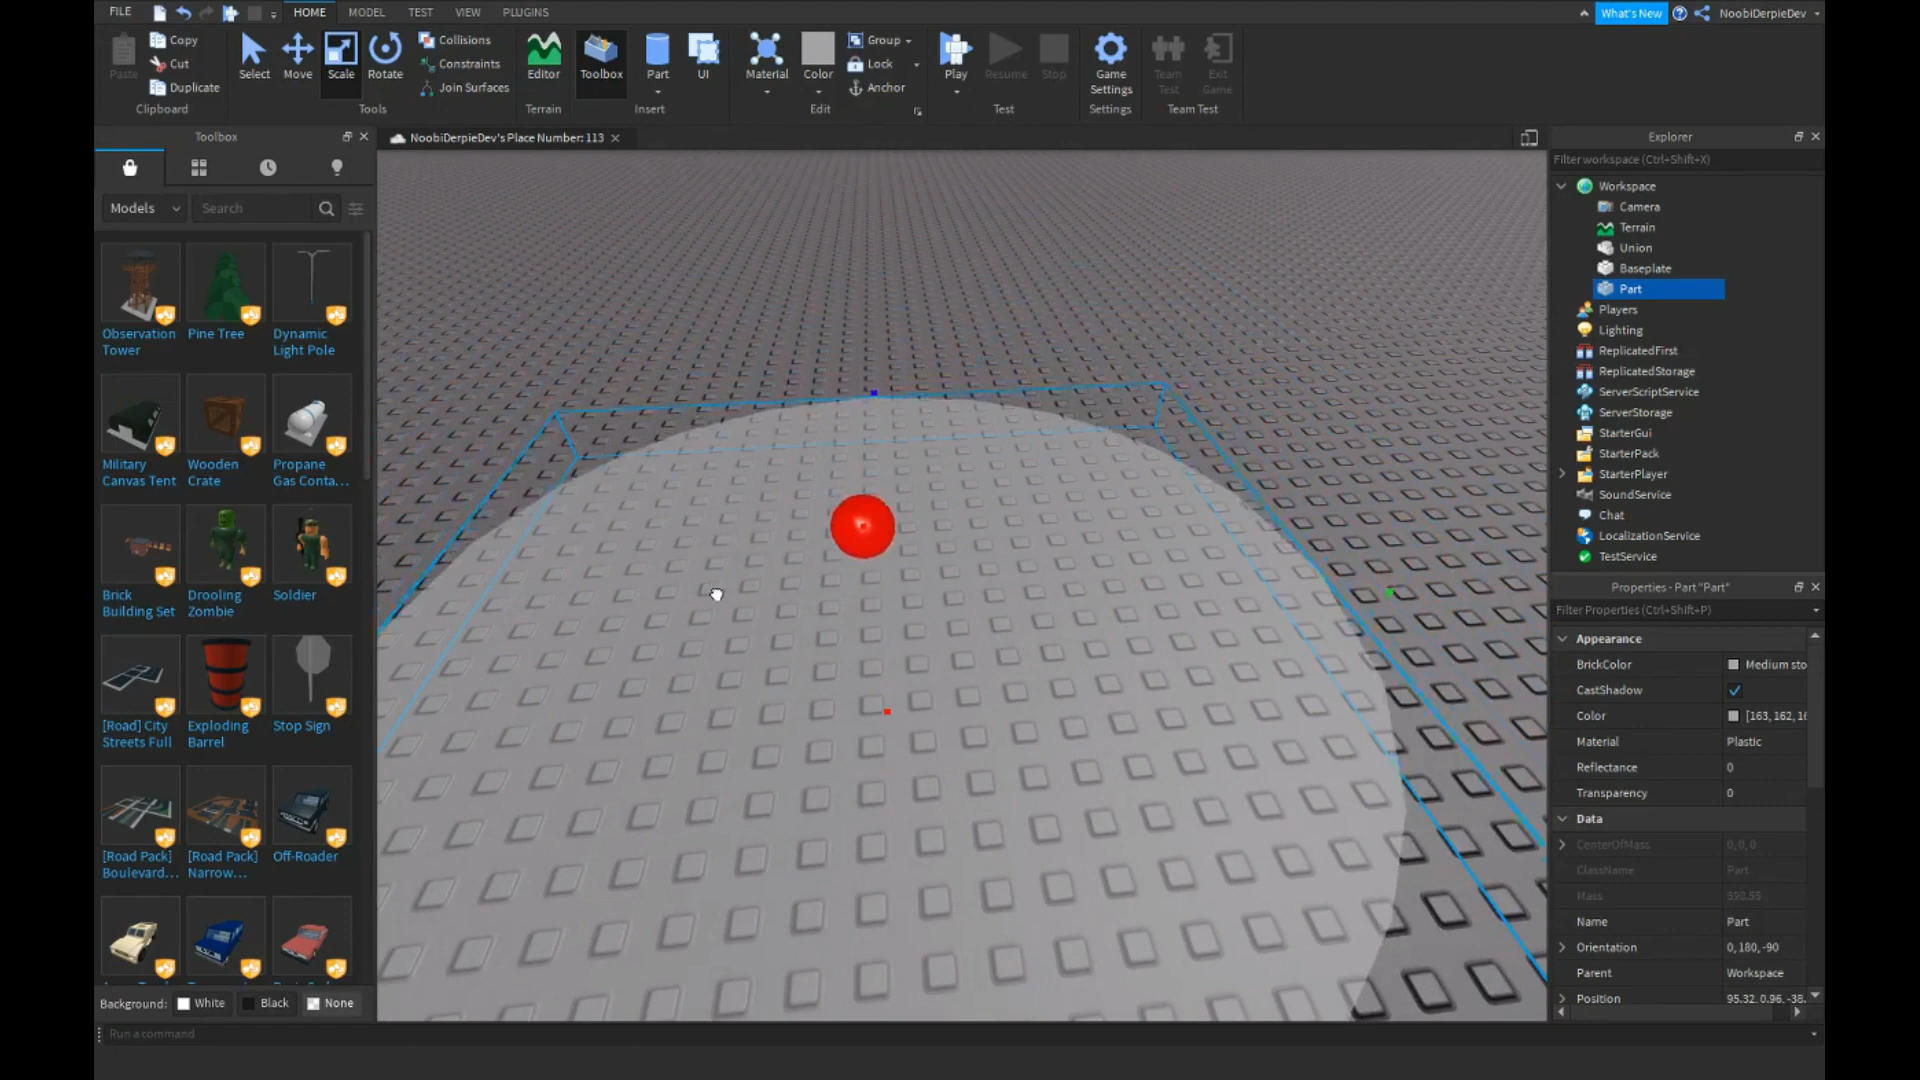 FILE HOME MODEL TEST VIEW PLUGINS What's New NoobiDerpieDev
Paste Copy Cut Duplicate Select Move Scale Rotate Collisions Constraints Join Surfaces Editor Toolbox Part UI Material Color Group Lock Anchor Play Resume Stop Game Settings Team Test Exit Game
Clipboard Tools Terrain Insert Edit Test Settings Team Test
Toolbox
NoobiDerpieDev's Place Number: 113
Models Search
Observation Tower
Pine Tree
Dynamic Light Pole
Military Canvas Tent
Wooden Crate
Propane Gas Conta...
Brick Building Set
Drooling Zombie
Soldier
[Road] City Streets Full
Exploding Barrel
Stop Sign
[Road Pack] Boulevard...
[Road Pack] Narrow...
Off-Roader
Background: White Black None
Run a command
Explorer
Filter workspace (Ctrl+Shift+X)
Workspace
Camera
Terrain
Union
Baseplate
Part
Players
Lighting
ReplicatedFirst
ReplicatedStorage
ServerScriptService
ServerStorage
StarterGui
StarterPack
StarterPlayer
SoundService
Chat
LocalizationService
TestService
Properties - Part "Part"
Filter Properties (Ctrl+Shift+P)
Appearance
BrickColor Medium sto
CastShadow
Color [163, 162, 16
Material Plastic
Reflectance 0
Transparency 0
Data
CenterOfMass 0,0,0
ClassName Part
Mass
Name Part
Orientation 0,180,-90
Parent Workspace
Position 95.32, 0.96, -38.